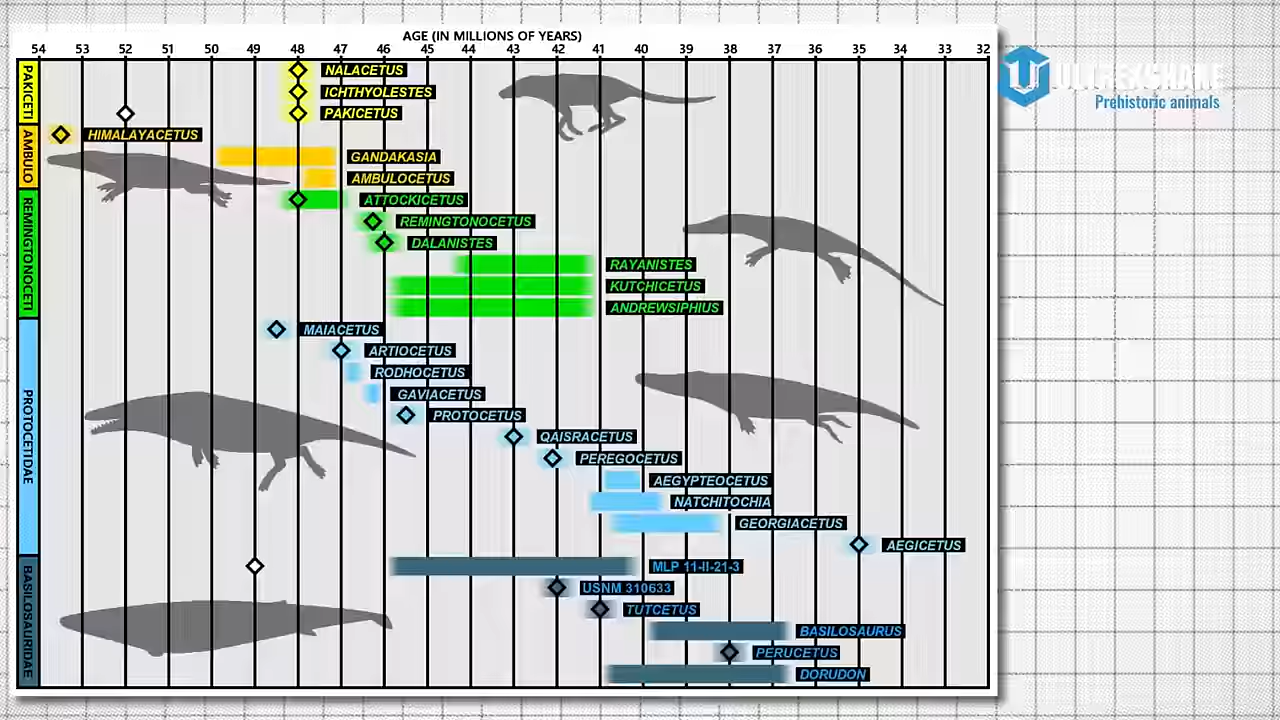 AGE (IN MILLIONS OF YEARS)
54 53 52 51 50 49 48 47 46 45 44 43 42 41 40 39 38 37 36 35 34 33 32
PAKICETI
NALACETUS
ICHTHYOLESTES
PAKICETUS
AMBULO
HIMALAYACETUS
GANDAKASIA
AMBULOCETUS
REMINGTONOCETI
ATTOCKICETUS
REMINGTONOCETUS
DALANISTES
RAYANISTES
KUTCHICETUS
ANDREWSIPHIUS
PROTOCETIDAE
MAIACETUS
ARTIOCETUS
RODHOCETUS
GAVIACETUS
PROTOCETUS
QAISRACETUS
PEREGOCETUS
AEGYPTEOCETUS
NATCHITOCHIA
GEORGIACETUS
AEGICETUS
BASILOSAURIDAE
MLP 11-II-21-3
USNM 310633
TUTCETUS
BASILOSAURUS
PERUCETUS
DORUDON
Prehistoric animals